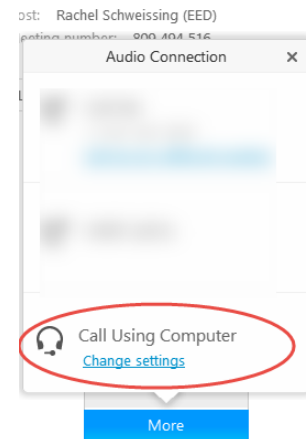 ost: Rachel Schweissing (EED)
eeting number: 809 494 516
Audio Connection
Call Using Computer
Change settings
More